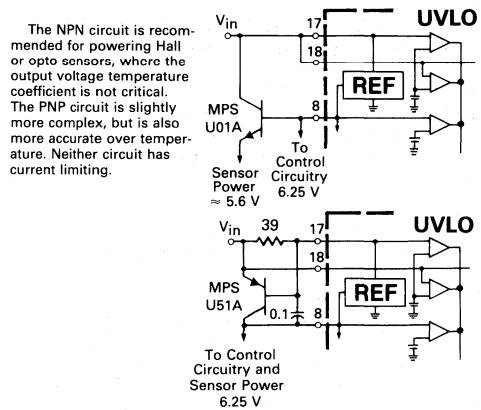 The NPN circuit is recom-
mended for powering Hall
or opto sensors, where the
output voltage temperature
coefficient is not critical.
The PNP circuit is slightly
more complex, but is also
more accurate over temper-
ature. Neither circuit has
current limiting.
UVLO
Vin
17
18
REF
MPS
U01A
8
Sensor
Power
≈ 5.6 V
To
Control
Circuitry
6.25 V
UVLO
Vin
39
17
18
REF
MPS
U51A
0.1
8
To Control
Circuitry and
Sensor Power
6.25 V